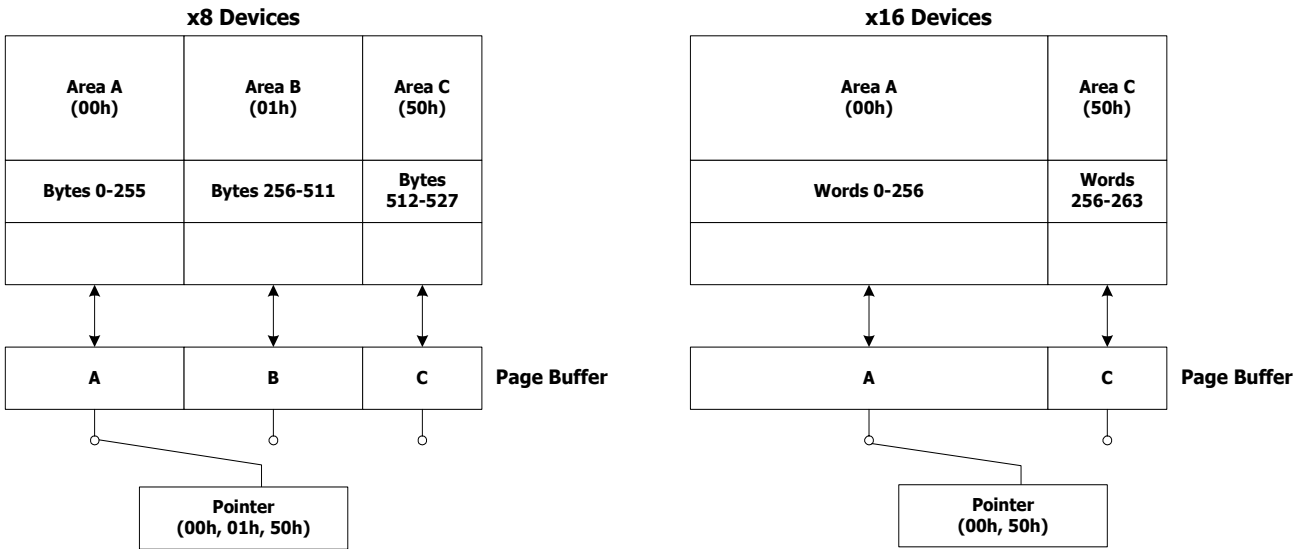 x8 Devices
Area A
(00h)
Area B
(01h)
Area C
(50h)
Bytes 0-255
Bytes 256-511
Bytes
512-527
A
B
C
Page Buffer
Pointer
(00h, 01h, 50h)
x16 Devices
Area A
(00h)
Area C
(50h)
Words 0-256
Words
256-263
A
C
Page Buffer
Pointer
(00h, 50h)